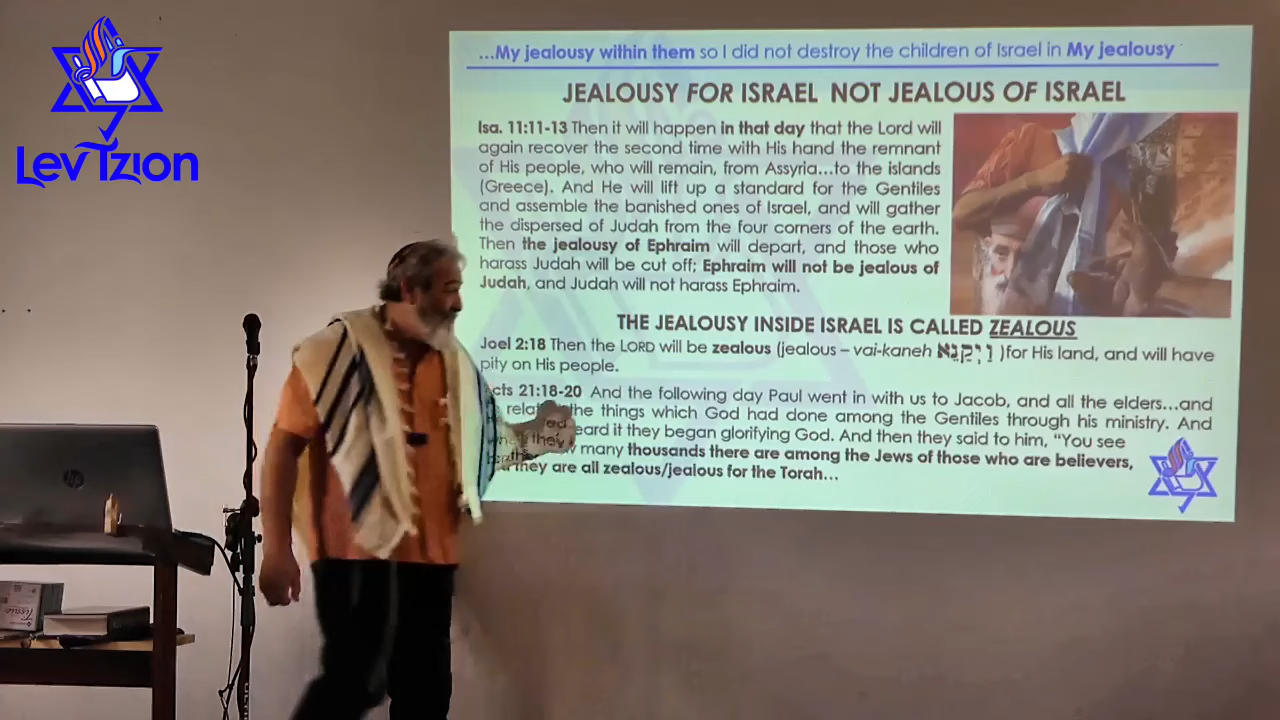 Lev Tzion
...My jealousy within them so I did not destroy the children of Israel in My jealousy
JEALOUSY FOR ISRAEL NOT JEALOUS OF ISRAEL
Isa. 11:11-13 Then it will happen in that day that the Lord will
again recover the second time with His hand the remnant
of His people, who will remain, from Assyria...to the islands
(Greece). And He will lift up a standard for the Gentiles
and assemble the banished ones of Israel, and will gather
the dispersed of Judah from the four corners of the earth.
Then the jealousy of Ephraim will depart, and those who
harass Judah will be cut off; Ephraim will not be jealous of
Judah, and Judah will not harass Ephraim.
THE JEALOUSY INSIDE ISRAEL IS CALLED ZEALOUS
Joel 2:18 Then the LORD will be zealous (jealous – vai-kaneh וַיְקַנֵּא )for His land, and will have
pity on His people.
cts 21:18-20 And the following day Paul went in with us to Jacob, and all the elders...and
the things which God had done among the Gentiles through his ministry. And
they heard it they began glorifying God. And then they said to him, "You see
many thousands there are among the Jews of those who are believers,
they are all zealous/jealous for the Torah...
hp
Tissue